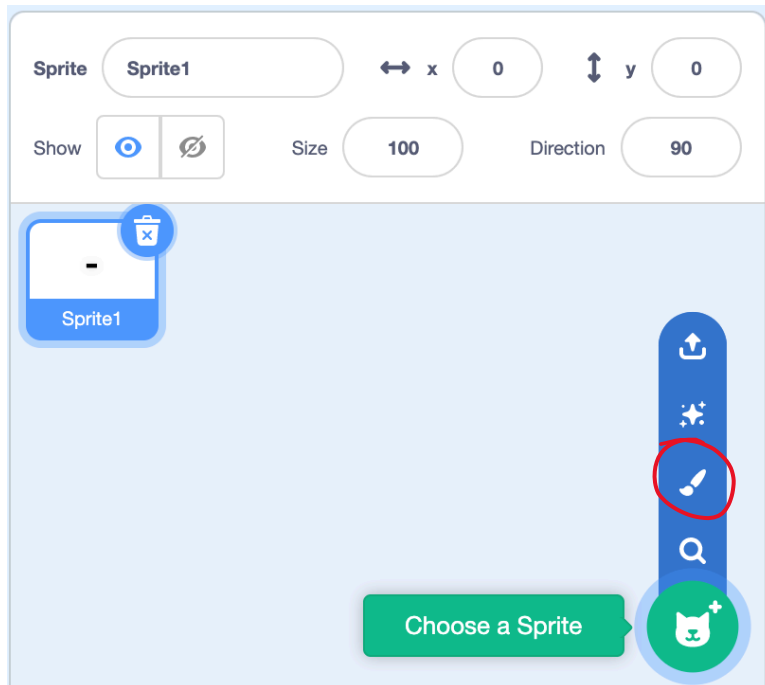 Sprite Sprite1 x 0 y 0
Show Size 100 Direction 90
Sprite1
Choose a Sprite